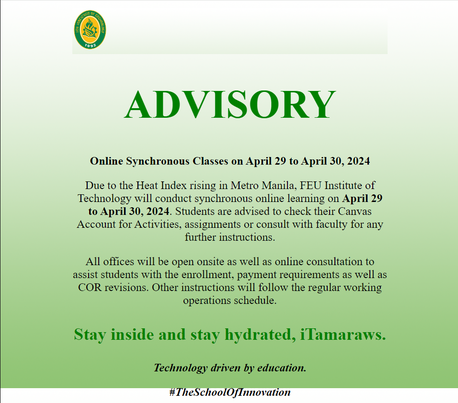 ADVISORY
Online Synchronous Classes on April 29 to April 30, 2024
Due to the Heat Index rising in Metro Manila, FEU Institute of
Technology will conduct synchronous online learning on April 29
to April 30, 2024. Students are advised to check their Canvas
Account for Activities, assignments or consult with faculty for any
further instructions.
All offices will be open onsite as well as online consultation to
assist students with the enrollment, payment requirements as well as
COR revisions. Other instructions will follow the regular working
operations schedule.
Stay inside and stay hydrated, iTamaraws.
Technology driven by education.
#TheSchoolOfInnovation